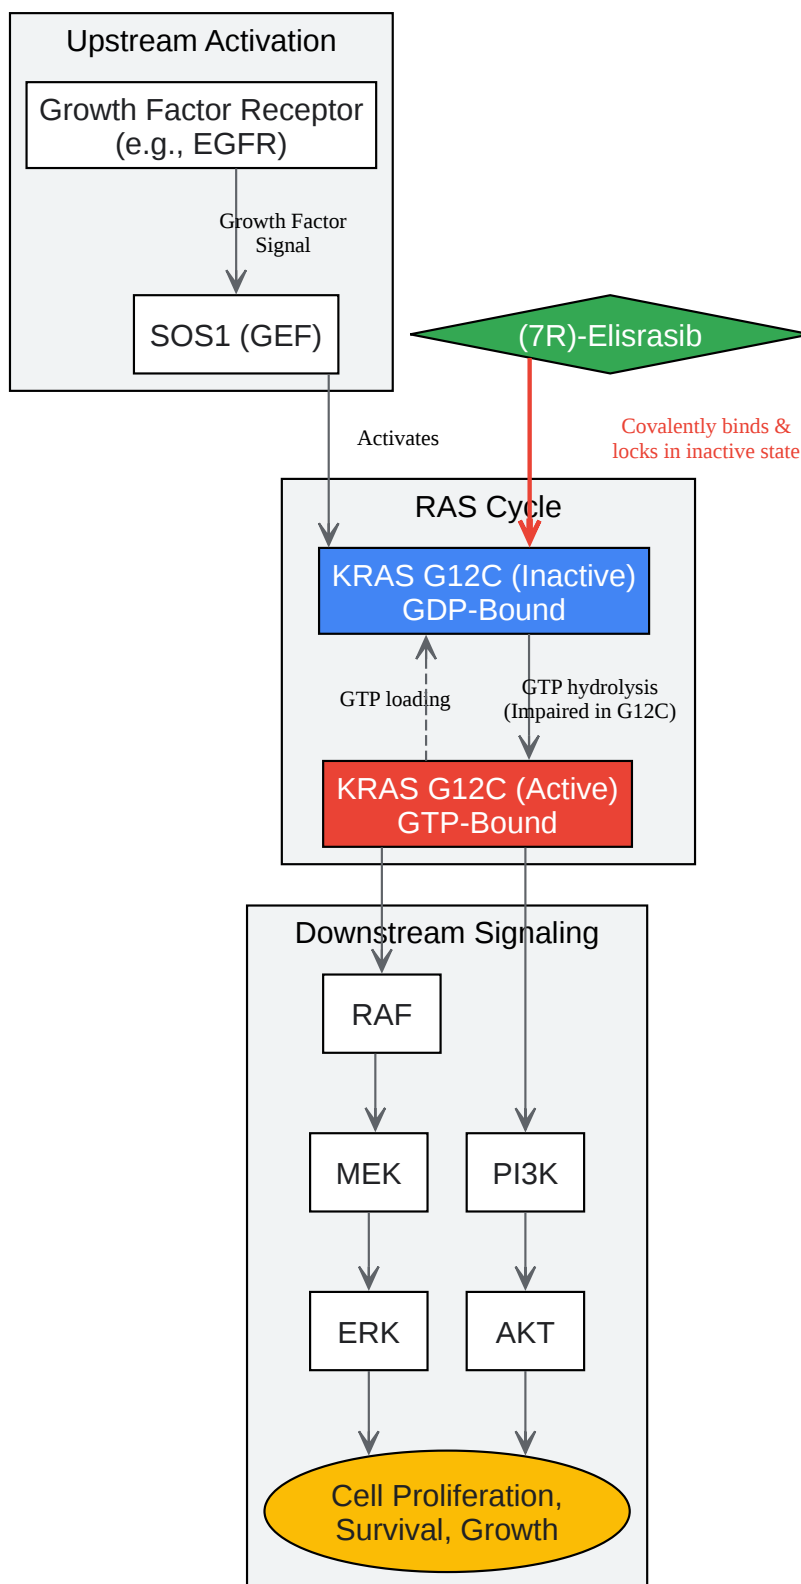 Upstream Activation
Growth Factor Receptor
(e.g., EGFR)
Growth Factor
Signal
SOS1 (GEF)
(7R)-Elisrasib
Activates
Covalently binds &
locks in inactive state
RAS Cycle
KRAS G12C (Inactive)
GDP-Bound
GTP loading
GTP hydrolysis
(Impaired in G12C)
KRAS G12C (Active)
GTP-Bound
Downstream Signaling
RAF
MEK
PI3K
ERK
AKT
Cell Proliferation,
Survival, Growth